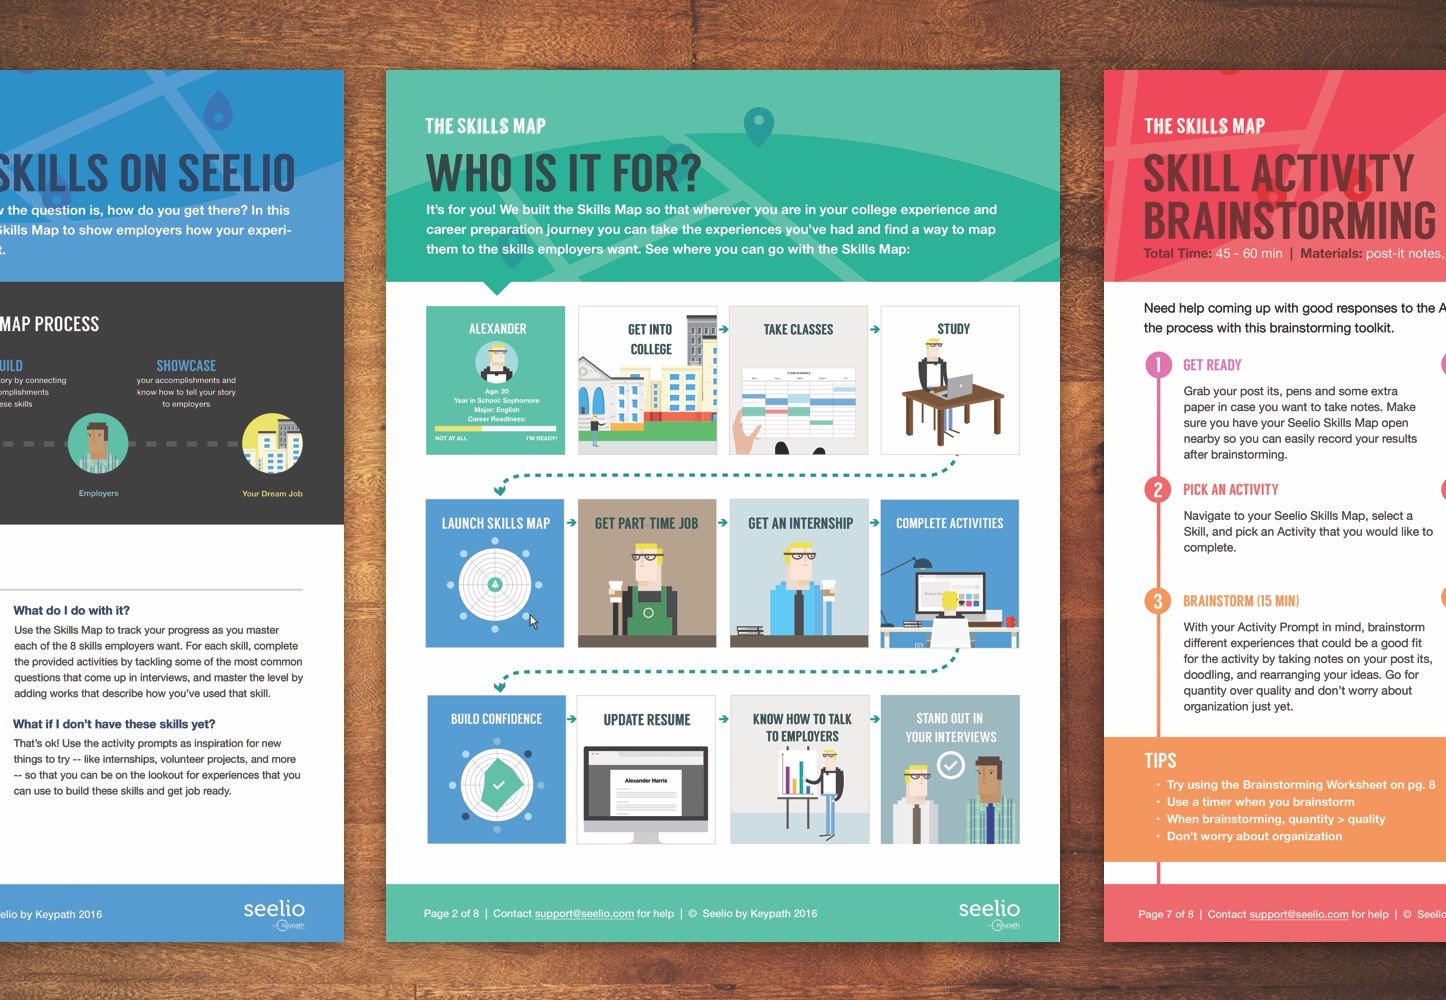 SKILLS ON SEELIO
the question is, how do you get there? In this
Skills Map to show employers how your experi-
MAP PROCESS
SHOWCASE
by connecting
your accomplishments and
know how to tell your story
skills
to employers
Employers
Your Dream Job
What do I do with it?
Use the Skills Map to track your progress as you master
each of the 8 skills employers want. For each skill, complete
the provided activities by tackling some of the most common
questions that come up in interviews, and master the level by
adding works that describe how you've used that skill.
What if I don't have these skills yet?
That's ok! Use the activity prompts as inspiration for new
things to try -- like internships, volunteer projects, and more
-- so that you can be on the lookout for experiences that you
can use to build these skills and get job ready.
by Keypath 2016
seelio
Keypath
THE SKILLS MAP
WHO IS IT FOR?
It's for you! We built the Skills Map so that wherever you are in your college experience and
career preparation journey you can take the experiences you've had and find a way to map
them to the skills employers want. See where you can go with the Skills Map:
ALEXANDER
Age: 20
Year in School: Sophomore
Major: English
Career Readiness:
NOT AT ALL
I'M READY!
GET INTO
COLLEGE
TAKE CLASSES
CLASS SCHEDULE
STUDY
LAUNCH SKILLS MAP
GET PART-TIME JOB
GET AN INTERNSHIP
COMPLETE ACTIVITIES
BUILD CONFIDENCE
UPDATE RESUME
Alexander Harris
KNOW HOW TO TALK
TO EMPLOYERS
STAND OUT IN
YOUR INTERVIEWS
Page 2 of 8 | Contact support@seelio.com for help | © Seelio by Keypath 2016
seelio
Keypath
THE SKILLS MAP
SKILL ACTIVITY
BRAINSTORMING
Total Time: 45 - 60 min | Materials: post-it notes,
Need help coming up with good responses to the
the process with this brainstorming toolkit.
1
GET READY
Grab your post its, pens and some extra
paper in case you want to take notes. Make
sure you have your Seelio Skills Map open
nearby so you can easily record your results
after brainstorming.
2
PICK AN ACTIVITY
Navigate to your Seelio Skills Map, select a
Skill, and pick an Activity that you would like to
complete.
3
BRAINSTORM (15 MIN)
With your Activity Prompt in mind, brainstorm
different experiences that could be a good fit
for the activity by taking notes on your post its,
doodling, and rearranging your ideas. Go for
quantity over quality and don't worry about
organization just yet.
TIPS
• Try using the Brainstorming Worksheet on pg. 8
• Use a timer when you brainstorm
• When brainstorming, quantity > quality
• Don't worry about organization
Page 7 of 8 | Contact support@seelio.com for help | ©